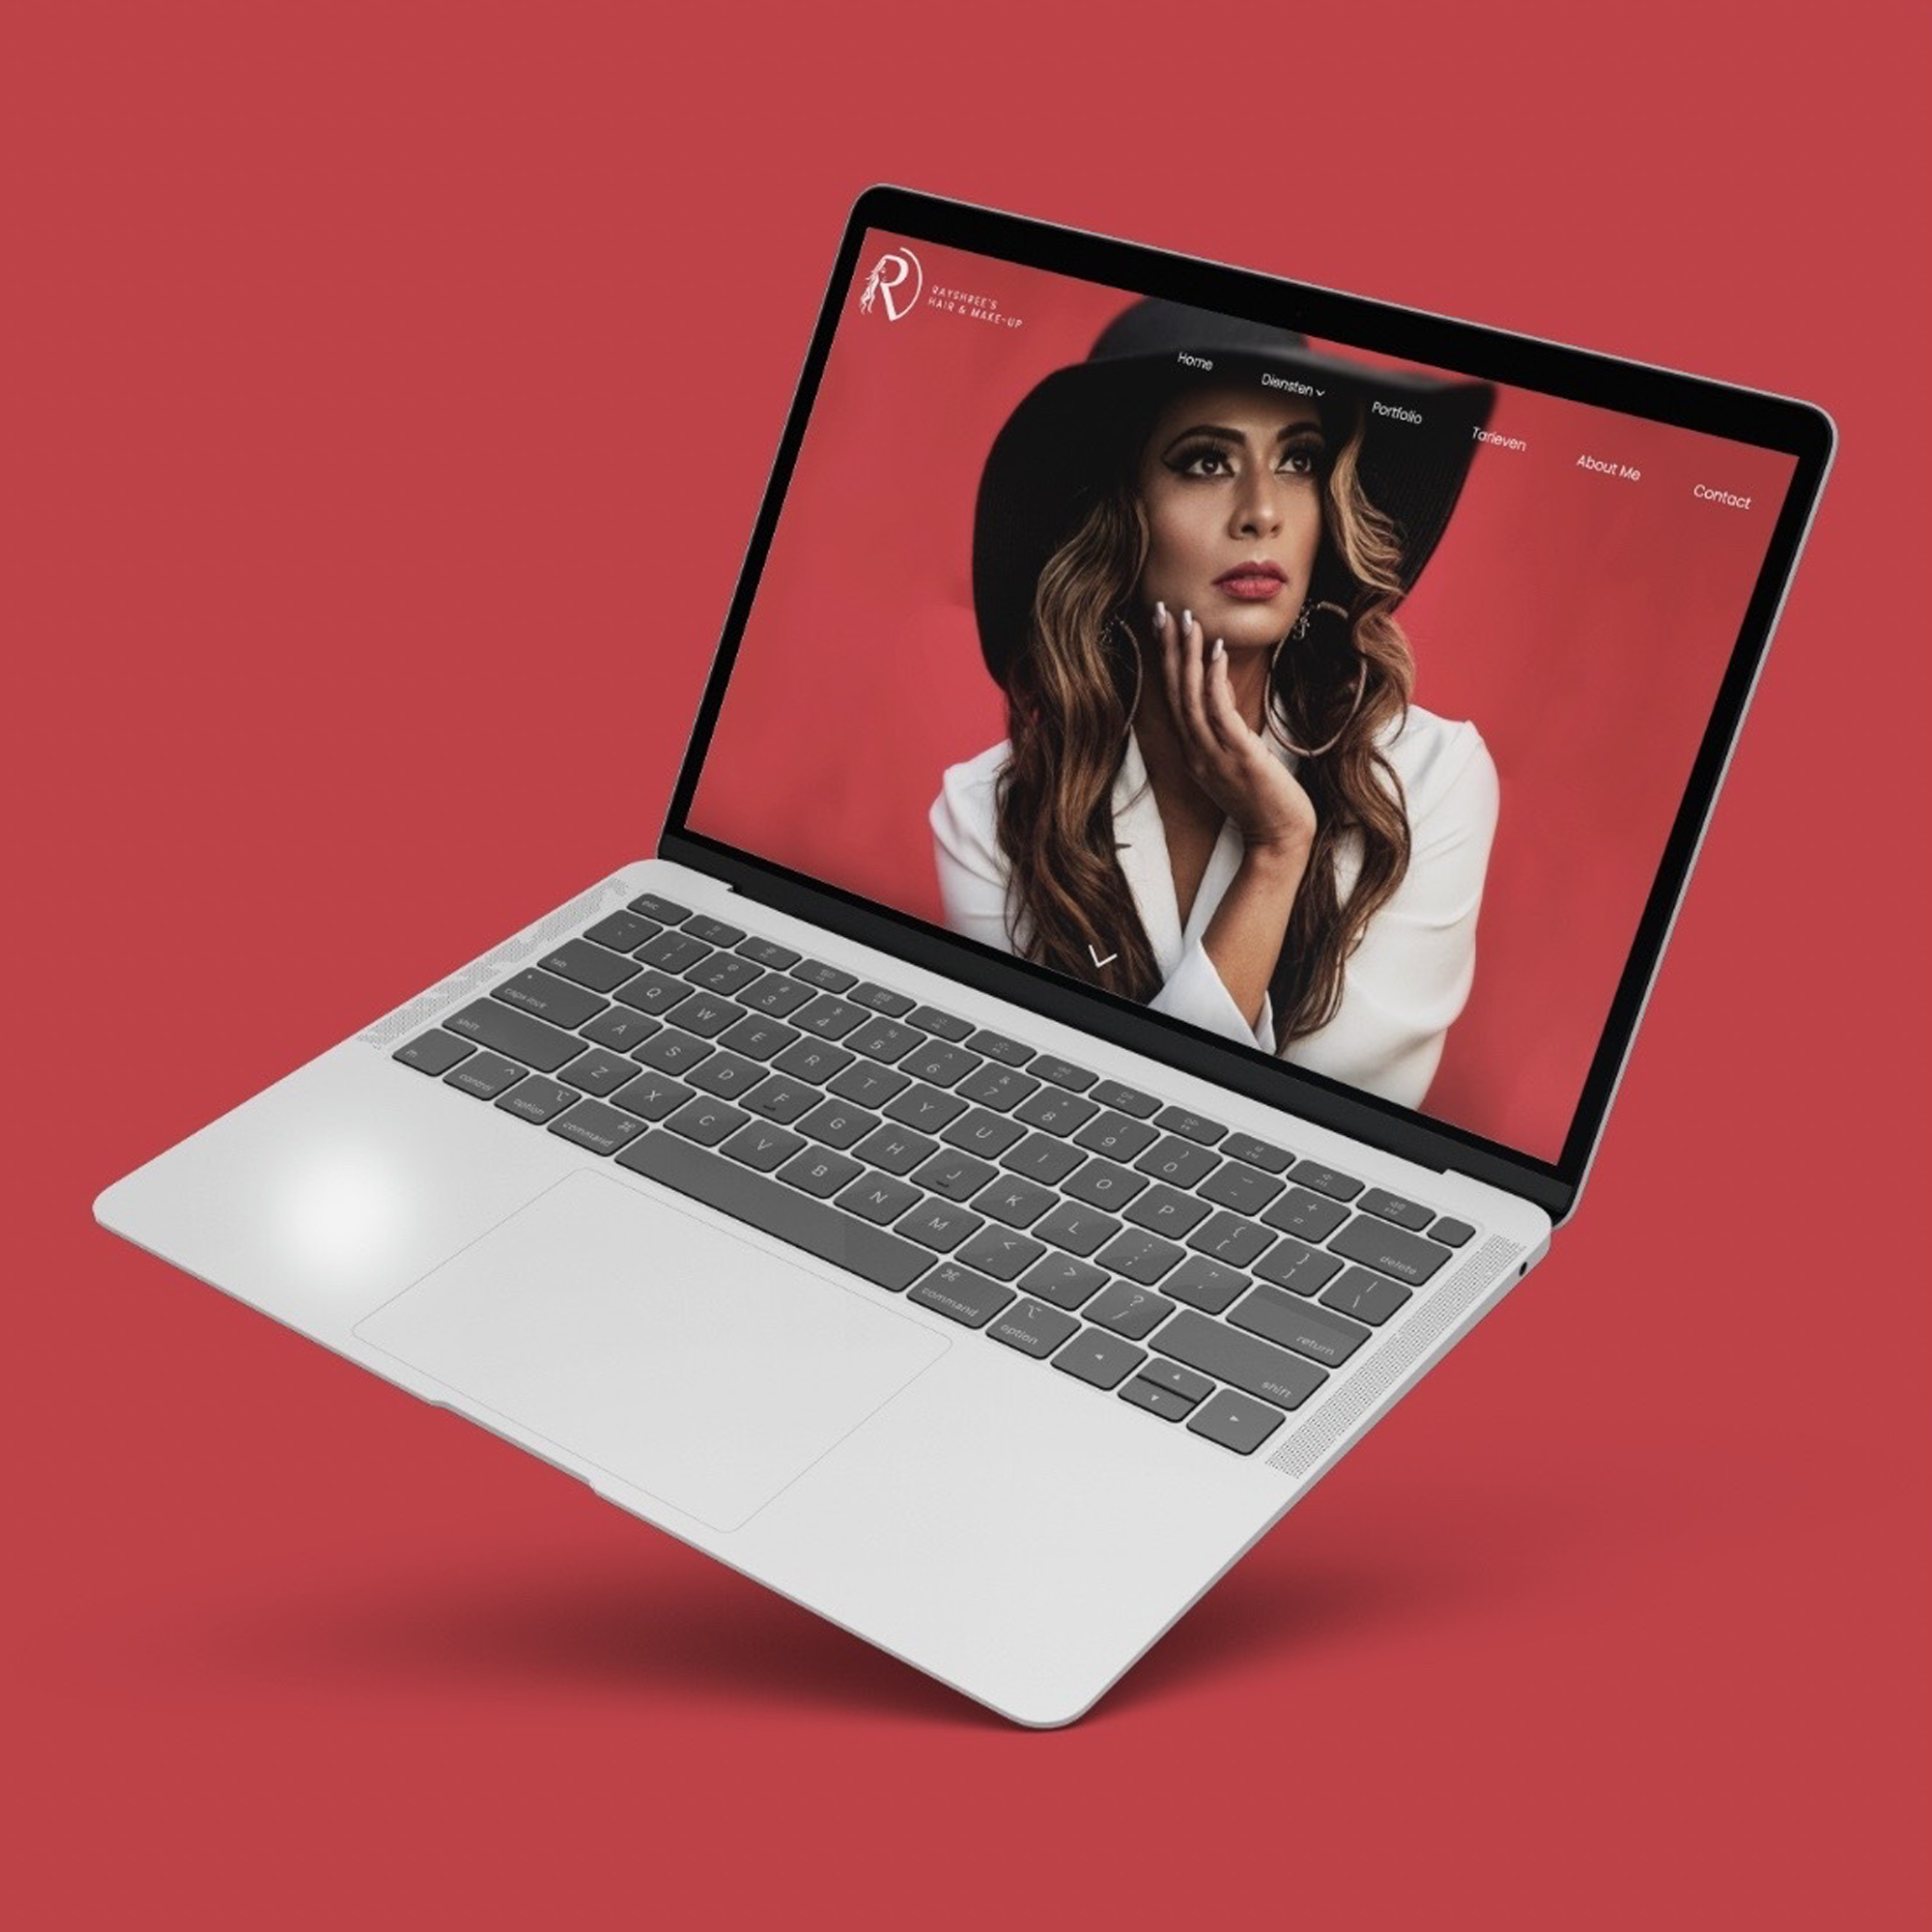 R
RAYSHREE'S
HAIR & MAKE-UP
Home Diensten Portfolio Tarieven About Me Contact
esc
~ `
! 1
@ 2
# 3
$ 4
% 5
^ 6
& 7
* 8
( 9
) 0
_ -
+ =
delete
tab Q W E R T Y U I O P { [ } ] | \
caps lock A S D F G H J K L : ; " ' return
shift Z X C V B N M < , > . ? / shift
fn control option command command option